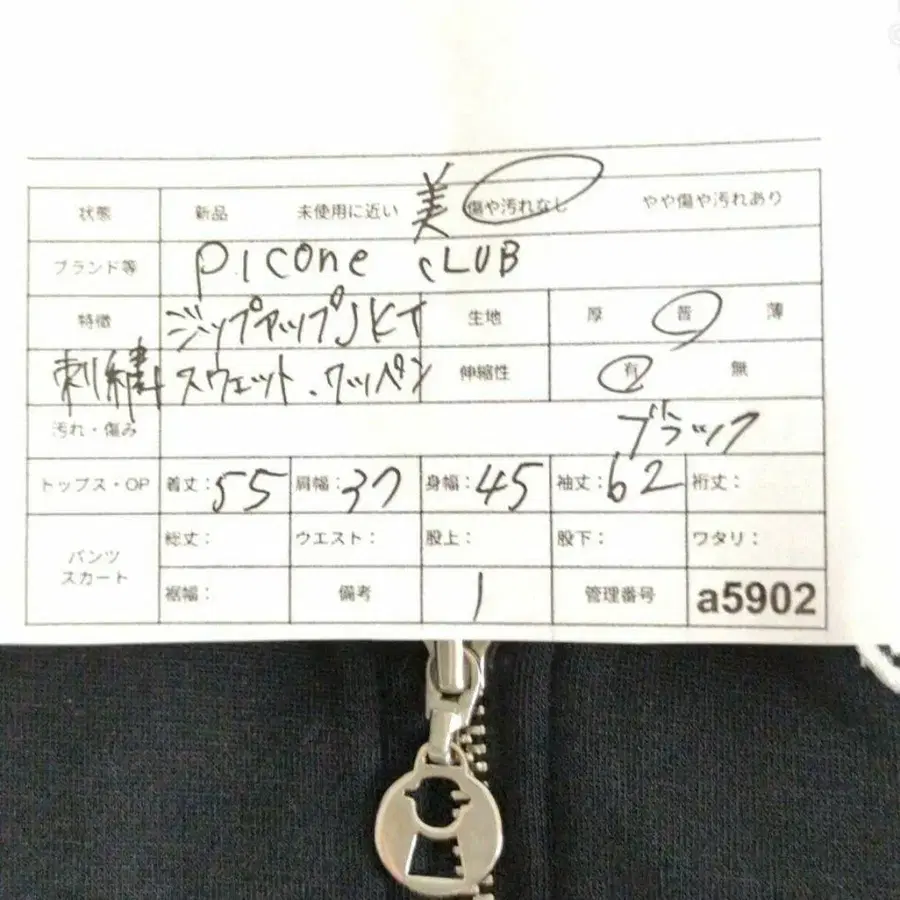 状態 新品 未使用に近い 美 傷や汚れなし やや傷や汚れあり
ブランド等 PICONE CLUB
特徴 ジップアップJKT 生地 厚 普 薄
刺繍 スウェット.ワッペン 伸縮性 有 無
汚れ・傷み ブラック
トップス・OP 着丈:55 肩幅:37 身幅:45 袖丈:62 裄丈:
パンツ スカート 総丈: ウエスト: 股上: 股下: ワタリ:
裾幅: 備考 1 管理番号 a5902